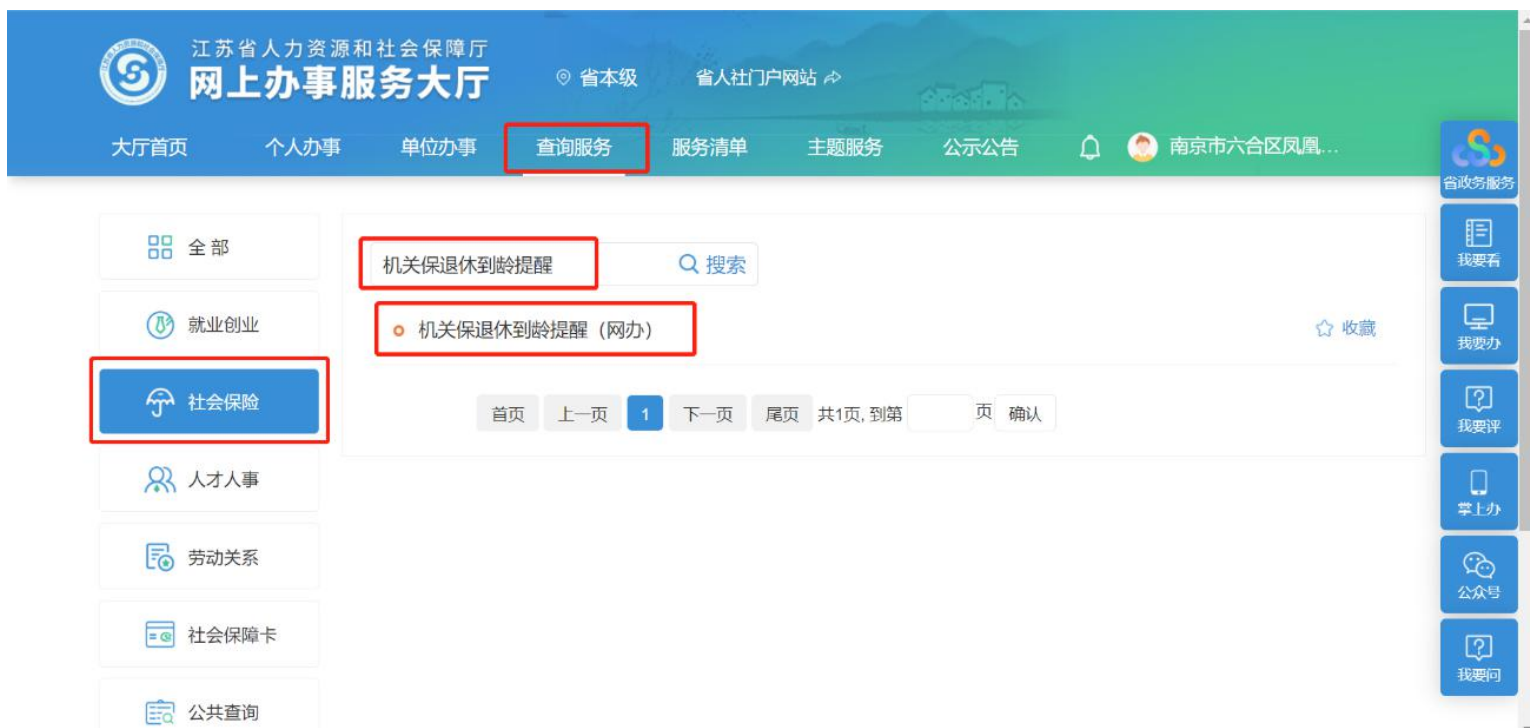 江苏省人力资源和社会保障厅
网上办事服务大厅
省本级
省人社门户网站
大厅首页 个人办事 单位办事 查询服务 服务清单 主题服务 公示公告 南京市六合区凤凰...
全部
就业创业
社会保险
人才人事
劳动关系
社会保障卡
公共查询
机关保退休到龄提醒 搜索
机关保退休到龄提醒（网办） 收藏
首页 上一页 1 下一页 尾页 共1页, 到第 页 确认
省政务服务
我要看
我要办
我要评
掌上办
公众号
我要问